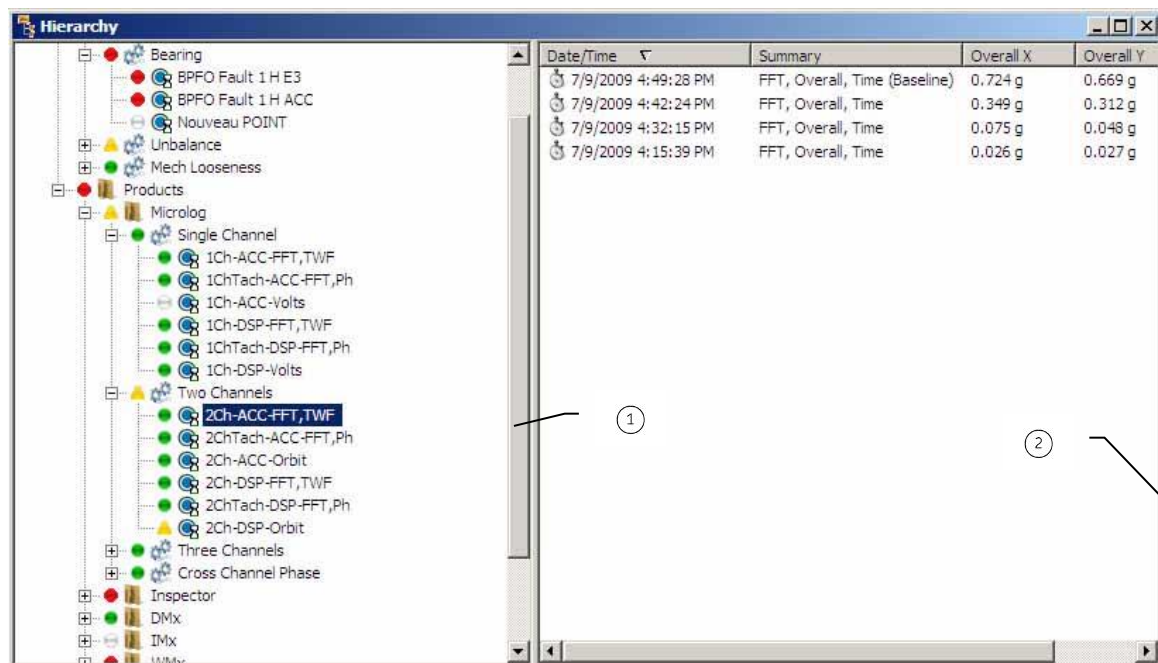 Hierarchy
Bearing
BPFO Fault 1 H E3
BPFO Fault 1 H ACC
Nouveau POINT
Unbalance
Mech Looseness
Products
Microlog
Single Channel
1Ch-ACC-FFT,TWF
1ChTach-ACC-FFT,Ph
1Ch-ACC-Volts
1Ch-DSP-FFT,TWF
1ChTach-DSP-FFT,Ph
1Ch-DSP-Volts
Two Channels
2Ch-ACC-FFT,TWF
2ChTach-ACC-FFT,Ph
2Ch-ACC-Orbit
2Ch-DSP-FFT,TWF
2ChTach-DSP-FFT,Ph
2Ch-DSP-Orbit
Three Channels
Cross Channel Phase
Inspector
DMx
IMx
WMx
Date/Time Summary Overall X Overall Y
7/9/2009 4:49:28 PM FFT, Overall, Time (Baseline) 0.724 g 0.669 g
7/9/2009 4:42:24 PM FFT, Overall, Time 0.349 g 0.312 g
7/9/2009 4:32:15 PM FFT, Overall, Time 0.075 g 0.048 g
7/9/2009 4:15:39 PM FFT, Overall, Time 0.026 g 0.027 g
1
2